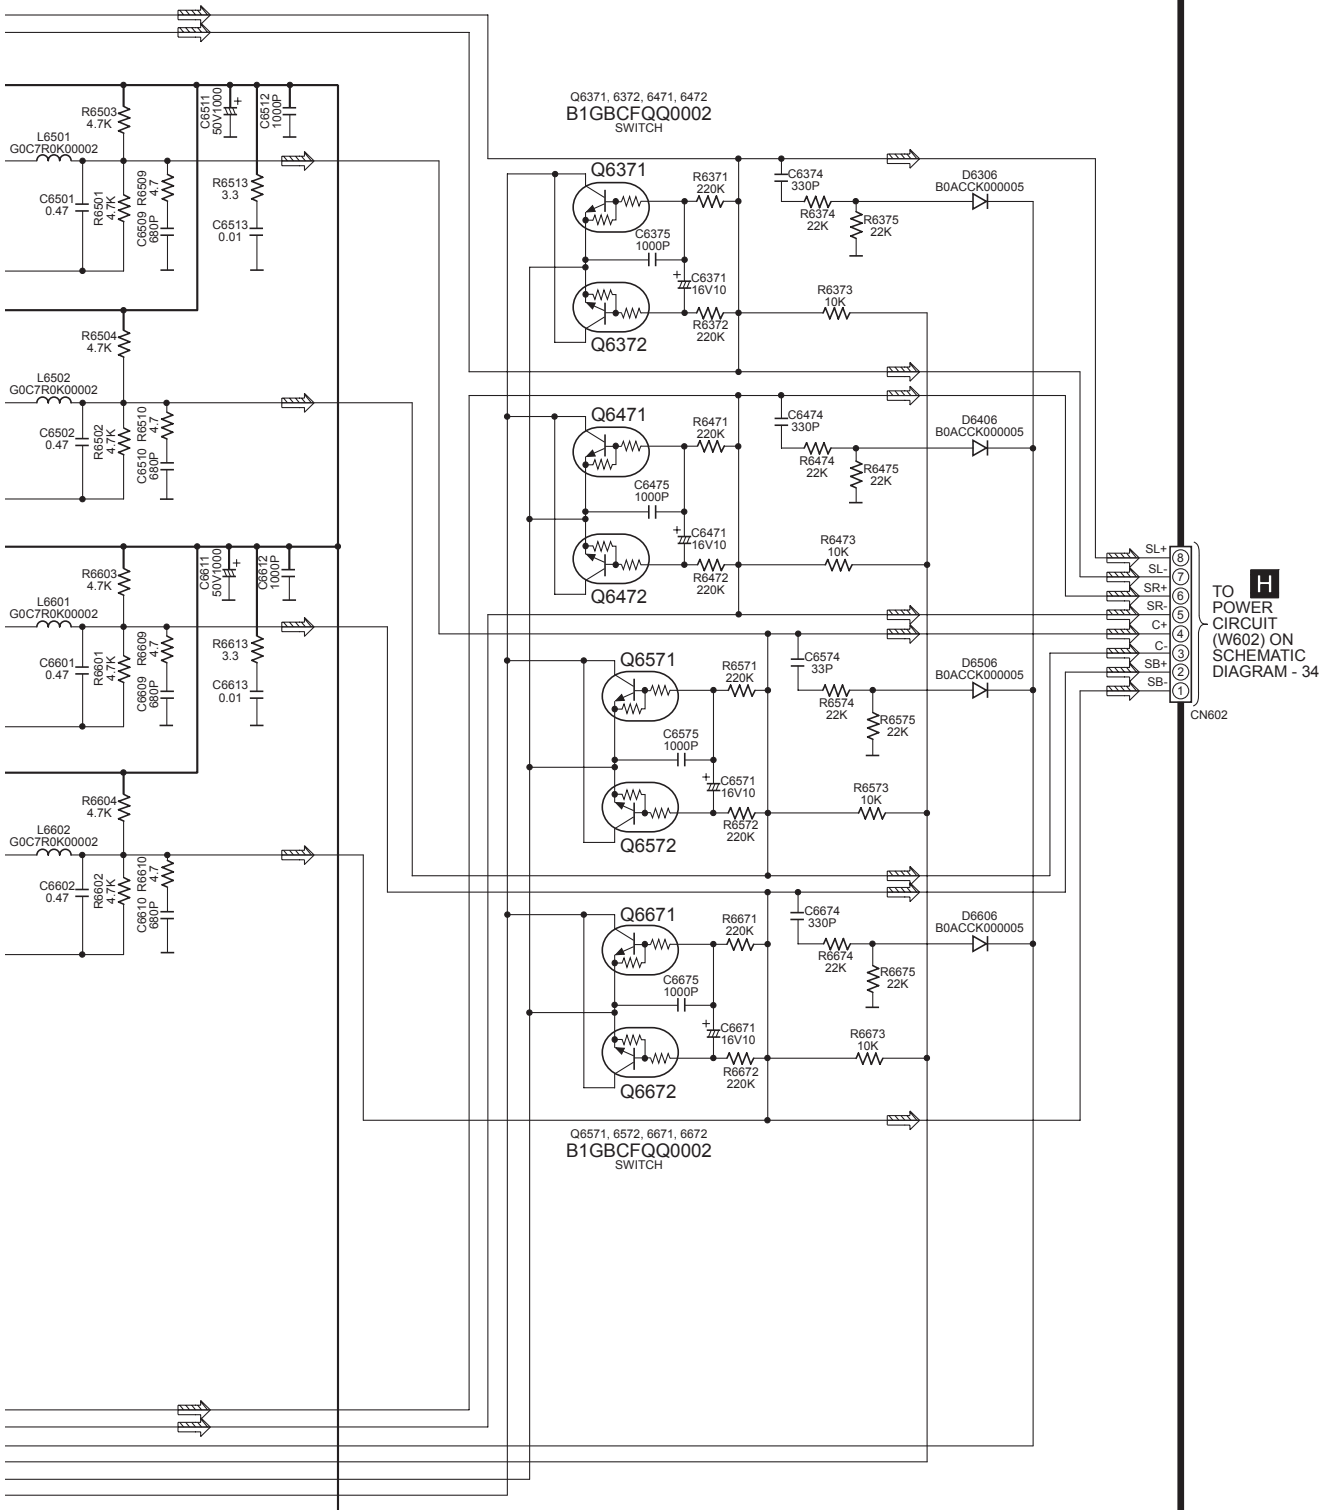 Q6371, 6372, 6471, 6472
B1GBCFQQ0002
SWITCH
R6503
4.7K
C6511
50V1000
+
C6512
1000P
L6501
G0C7R0K00002
C6501
0.47
R6501
4.7K
R6509
4.7
C6509
680P
R6513
3.3
C6513
0.01
Q6371
R6371
220K
C6374
330P
D6306
B0ACCK000005
R6374
22K
R6375
22K
C6375
1000P
+
C6371
16V10
R6373
10K
R6372
220K
Q6372
R6504
4.7K
L6502
G0C7R0K00002
C6502
0.47
R6502
4.7K
R6510
4.7
C6510
680P
Q6471
R6471
220K
C6474
330P
D6406
B0ACCK000005
R6474
22K
R6475
22K
C6475
1000P
+
C6471
16V10
R6473
10K
R6472
220K
Q6472
R6603
4.7K
C6611
50V1000
+
C6612
1000P
L6601
G0C7R0K00002
C6601
0.47
R6601
4.7K
R6609
4.7
C6609
680P
R6613
3.3
C6613
0.01
SL+
8
SL-
7
SR+
6
SR-
5
C+
4
C-
3
SB+
2
SB-
1
CN602
TO H
POWER
CIRCUIT
(W602) ON
SCHEMATIC
DIAGRAM - 34
Q6571
R6571
220K
C6574
33P
D6506
B0ACCK000005
R6574
22K
R6575
22K
C6575
1000P
+
C6571
16V10
R6573
10K
R6572
220K
Q6572
R6604
4.7K
L6602
G0C7R0K00002
C6602
0.47
R6602
4.7K
R6610
4.7
C6610
680P
Q6671
R6671
220K
C6674
330P
D6606
B0ACCK000005
R6674
22K
R6675
22K
C6675
1000P
+
C6671
16V10
R6673
10K
R6672
220K
Q6672
Q6571, 6572, 6671, 6672
B1GBCFQQ0002
SWITCH